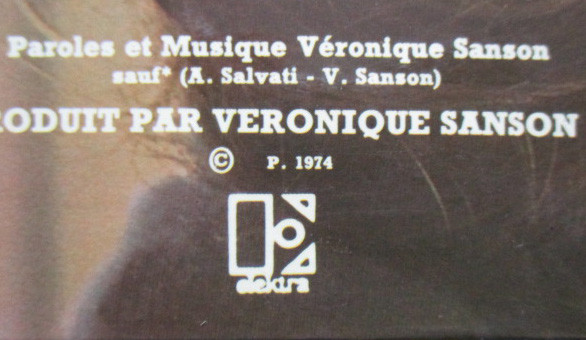 Paroles et Musique Véronique Sanson
sauf* (A. Salvati - V. Sanson)
RODUIT PAR VERONIQUE SANSON
© P. 1974
elektra